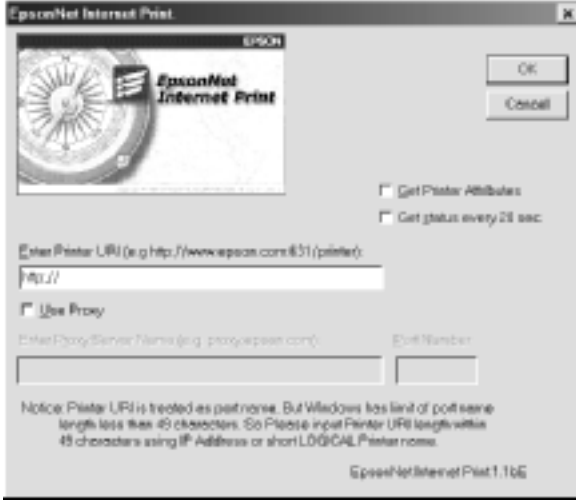 EpsonNet Internet Print.
EPSON
EpsonNet
Internet Print
OK
Cancel
Get Printer Attributes
Get status every 20 sec.
Enter Printer URI (e.g http://www.epson.com:631/printer):
http://
Use Proxy
Enter Proxy Server Name (e.g. proxy.epson.com):
Port Number:
Notice: Printer URI is treated as port name. But Windows has limit of port name
length less than 49 characters. So Please input Printer URI length within
49 characters using IP Address or short LOGICAL Printer name.
EpsonNet Internet Print 1.1bE